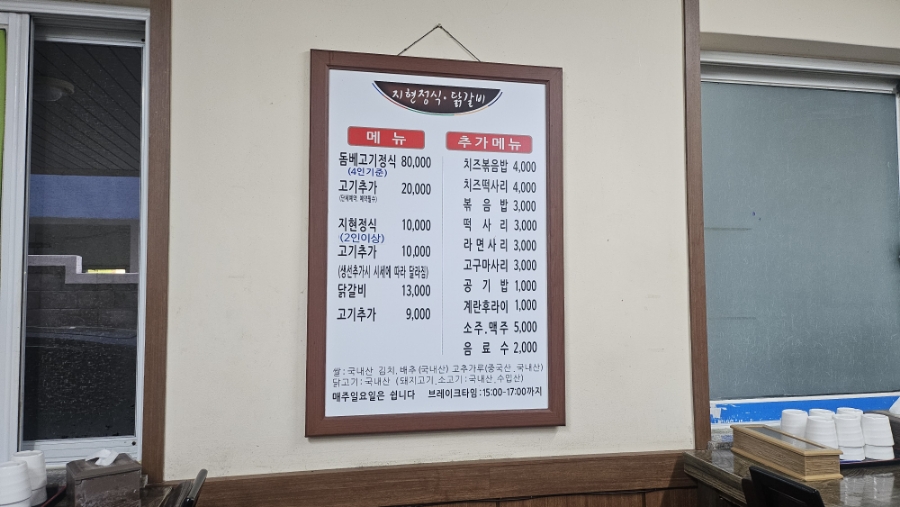 지현정식·닭갈비
메뉴
돔베고기정식 80,000
(4인기준)
고기추가 20,000
지현정식 10,000
(2인이상)
고기추가 10,000
(생선추가시 시세에 따라 달라짐)
닭갈비 13,000
고기추가 9,000
추가메뉴
치즈볶음밥 4,000
치즈떡사리 4,000
볶음밥 3,000
떡사리 3,000
라면사리 3,000
고구마사리 3,000
공기밥 1,000
계란후라이 1,000
소주.맥주 5,000
음료수 2,000
쌀:국내산 김치,배추(국내산) 고추가루(중국산.국내산)
닭고기:국내산 (돼지고기,소고기:국내산,수입산)
매주일요일은 쉽니다 브레이크타임:15:00-17:00까지